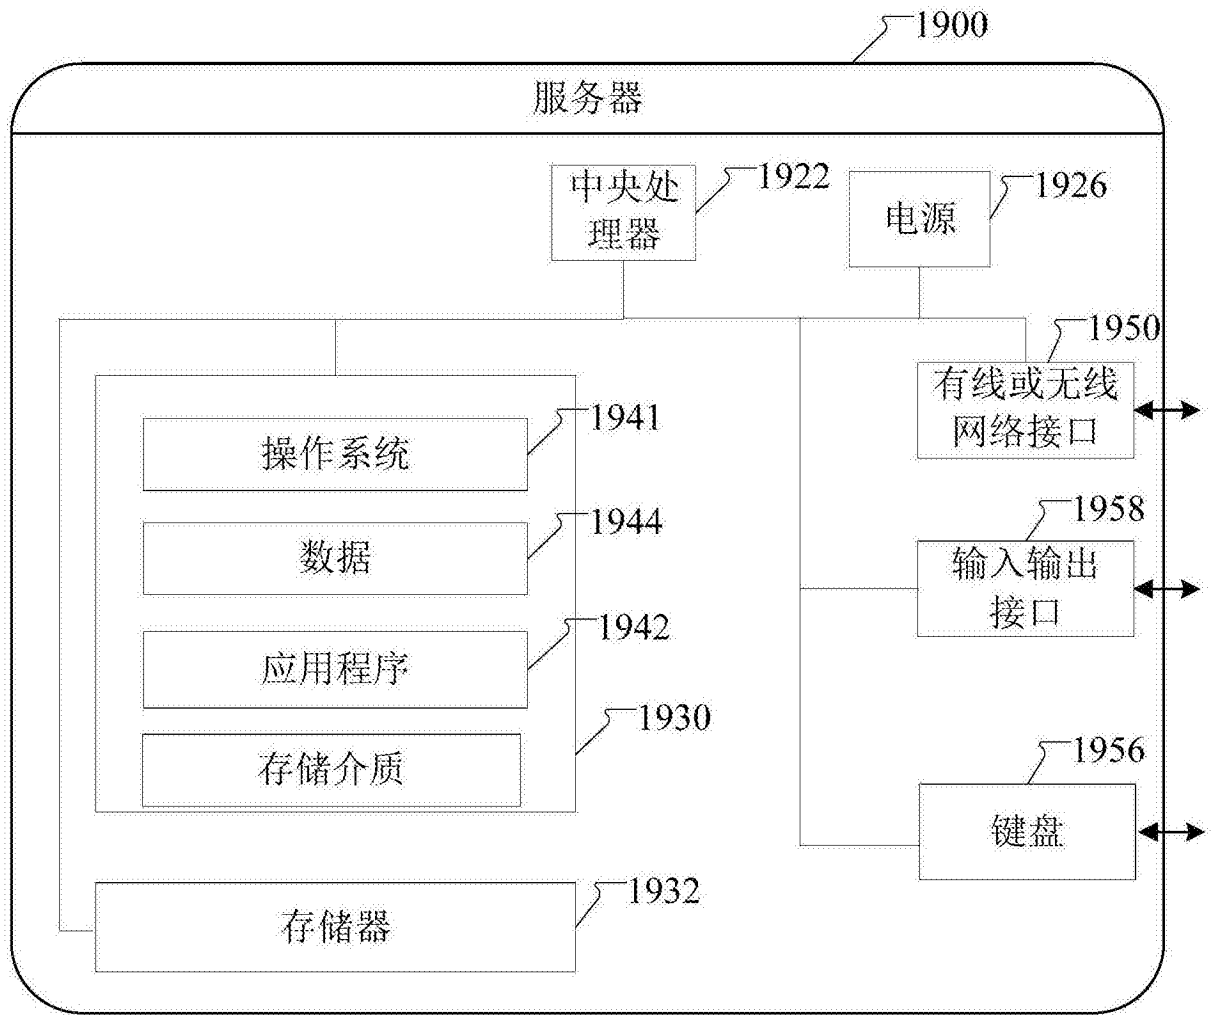 1900
服务器
中央处
理器
1922
电源
1926
1950
有线或无线
网络接口
1941
操作系统
1944
数据
1958
输入输出
接口
1942
应用程序
1930
存储介质
1956
键盘
1932
存储器